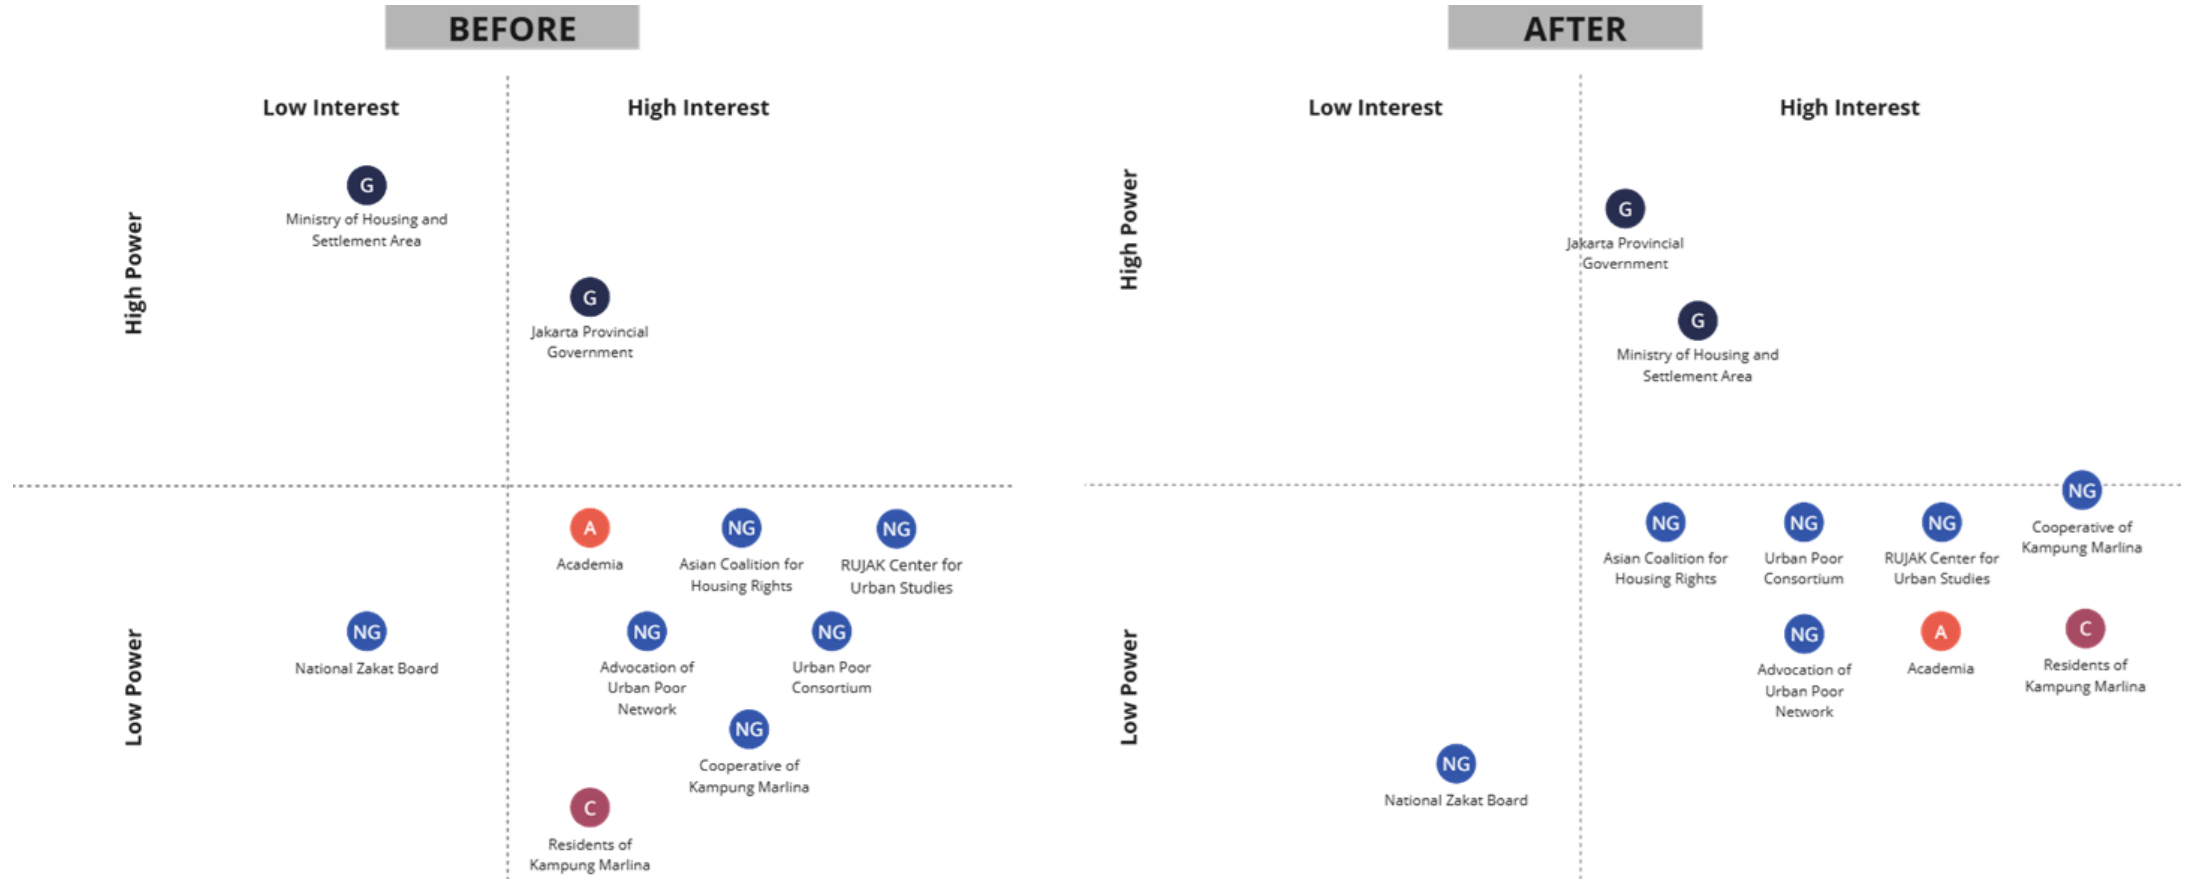 BEFORE
Low Interest
High Interest
High Power
G
Ministry of Housing and
Settlement Area
G
Jakarta Provincial
Government
Low Power
A
Academia
NG
Asian Coalition for
Housing Rights
NG
RUJAK Center for
Urban Studies
NG
National Zakat Board
NG
Advocation of
Urban Poor
Network
NG
Urban Poor
Consortium
NG
Cooperative of
Kampung Marlina
C
Residents of
Kampung Marlina
AFTER
Low Interest
High Interest
High Power
G
Jakarta Provincial
Government
G
Ministry of Housing and
Settlement Area
Low Power
NG
Asian Coalition for
Housing Rights
NG
Urban Poor
Consortium
NG
RUJAK Center for
Urban Studies
NG
Cooperative of
Kampung Marlina
NG
Advocation of
Urban Poor
Network
A
Academia
C
Residents of
Kampung Marlina
NG
National Zakat Board